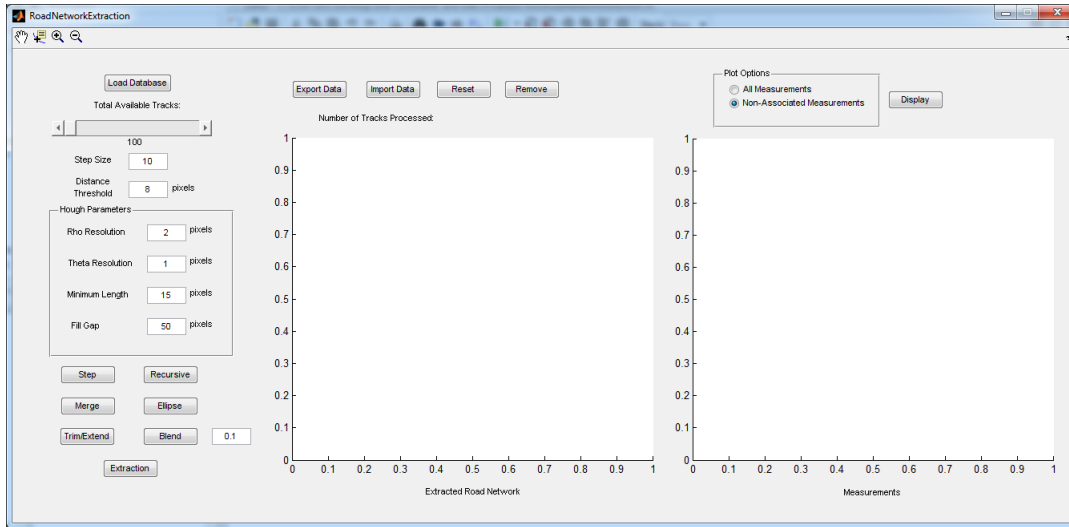 RoadNetworkExtraction
Load Database
Total Available Tracks:
100
Step Size 10
Distance
Threshold 8 pixels
Hough Parameters
Rho Resolution 2 pixels
Theta Resolution 1 pixels
Minimum Length 15 pixels
Fill Gap 50 pixels
Step Recursive
Merge Ellipse
Trim/Extend Blend 0.1
Extraction
Export Data Import Data Reset Remove
Number of Tracks Processed:
1
0.9
0.8
0.7
0.6
0.5
0.4
0.3
0.2
0.1
0
0 0.1 0.2 0.3 0.4 0.5 0.6 0.7 0.8 0.9 1
Extracted Road Network
Plot Options
All Measurements
Non-Associated Measurements
Display
1
0.9
0.8
0.7
0.6
0.5
0.4
0.3
0.2
0.1
0
0 0.1 0.2 0.3 0.4 0.5 0.6 0.7 0.8 0.9 1
Measurements